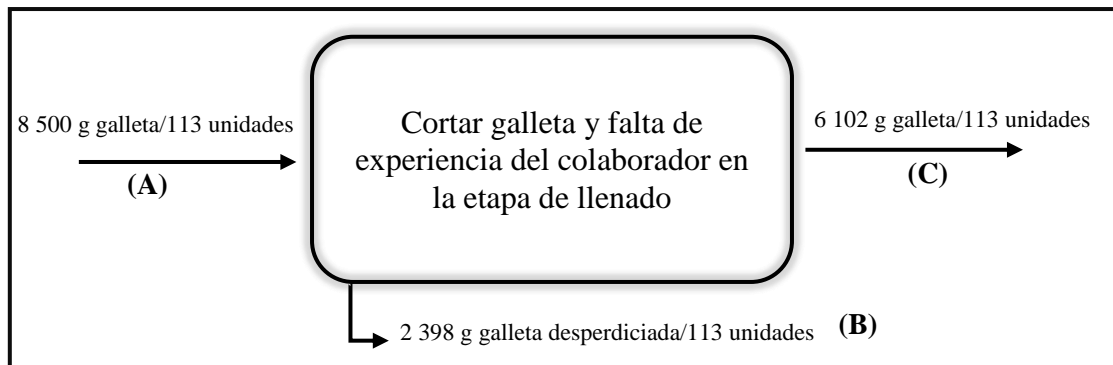 8 500 g galleta/113 unidades
(A)
Cortar galleta y falta de
experiencia del colaborador en
la etapa de llenado
6 102 g galleta/113 unidades
(C)
2 398 g galleta desperdiciada/113 unidades (B)